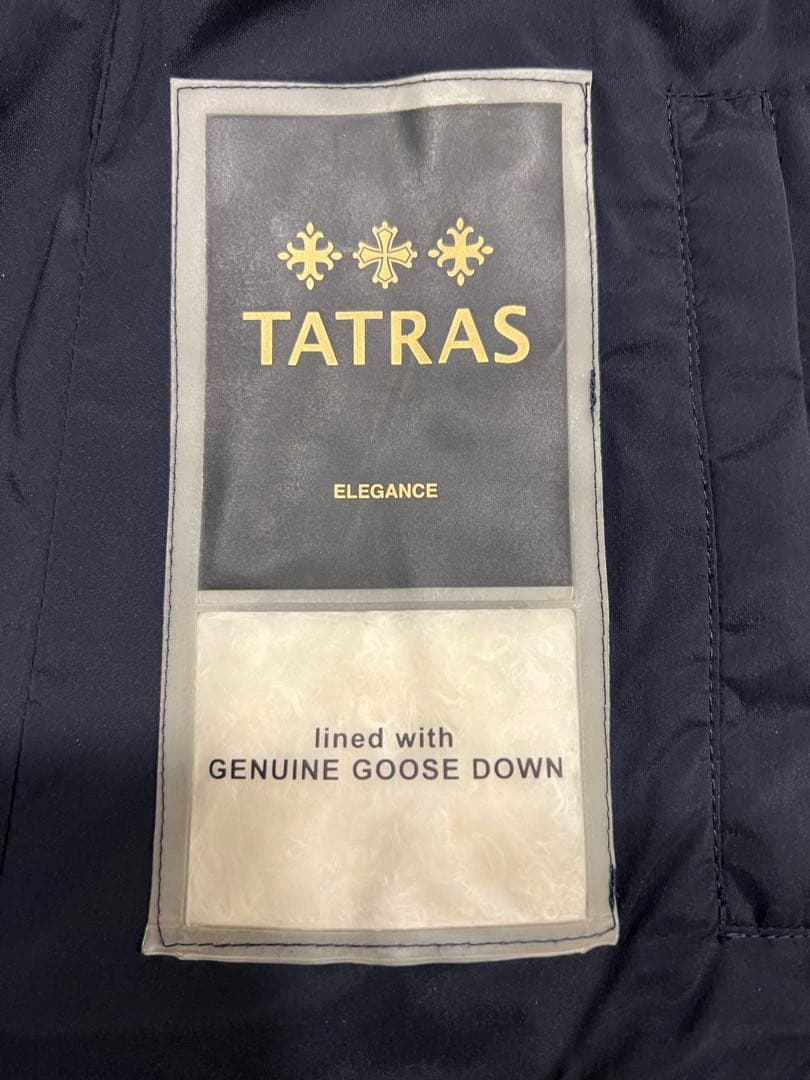 TATRAS
ELEGANCE
lined with
GENUINE GOOSE DOWN